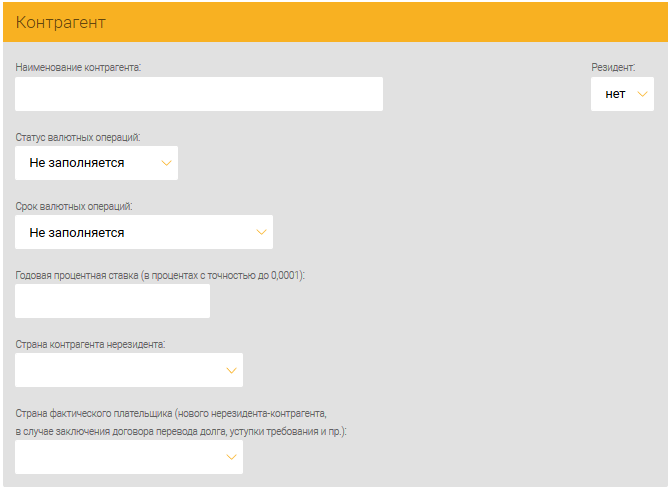 Контрагент
Наименование контрагента:
Резидент:
нет
Статус валютных операций:
Не заполняется
Срок валютных операций:
Не заполняется
Годовая процентная ставка (в процентах с точностью до 0,0001):
Страна контрагента нерезидента:
Страна фактического плательщика (нового нерезидента-контрагента,
в случае заключения договора перевода долга, уступки требования и пр.):